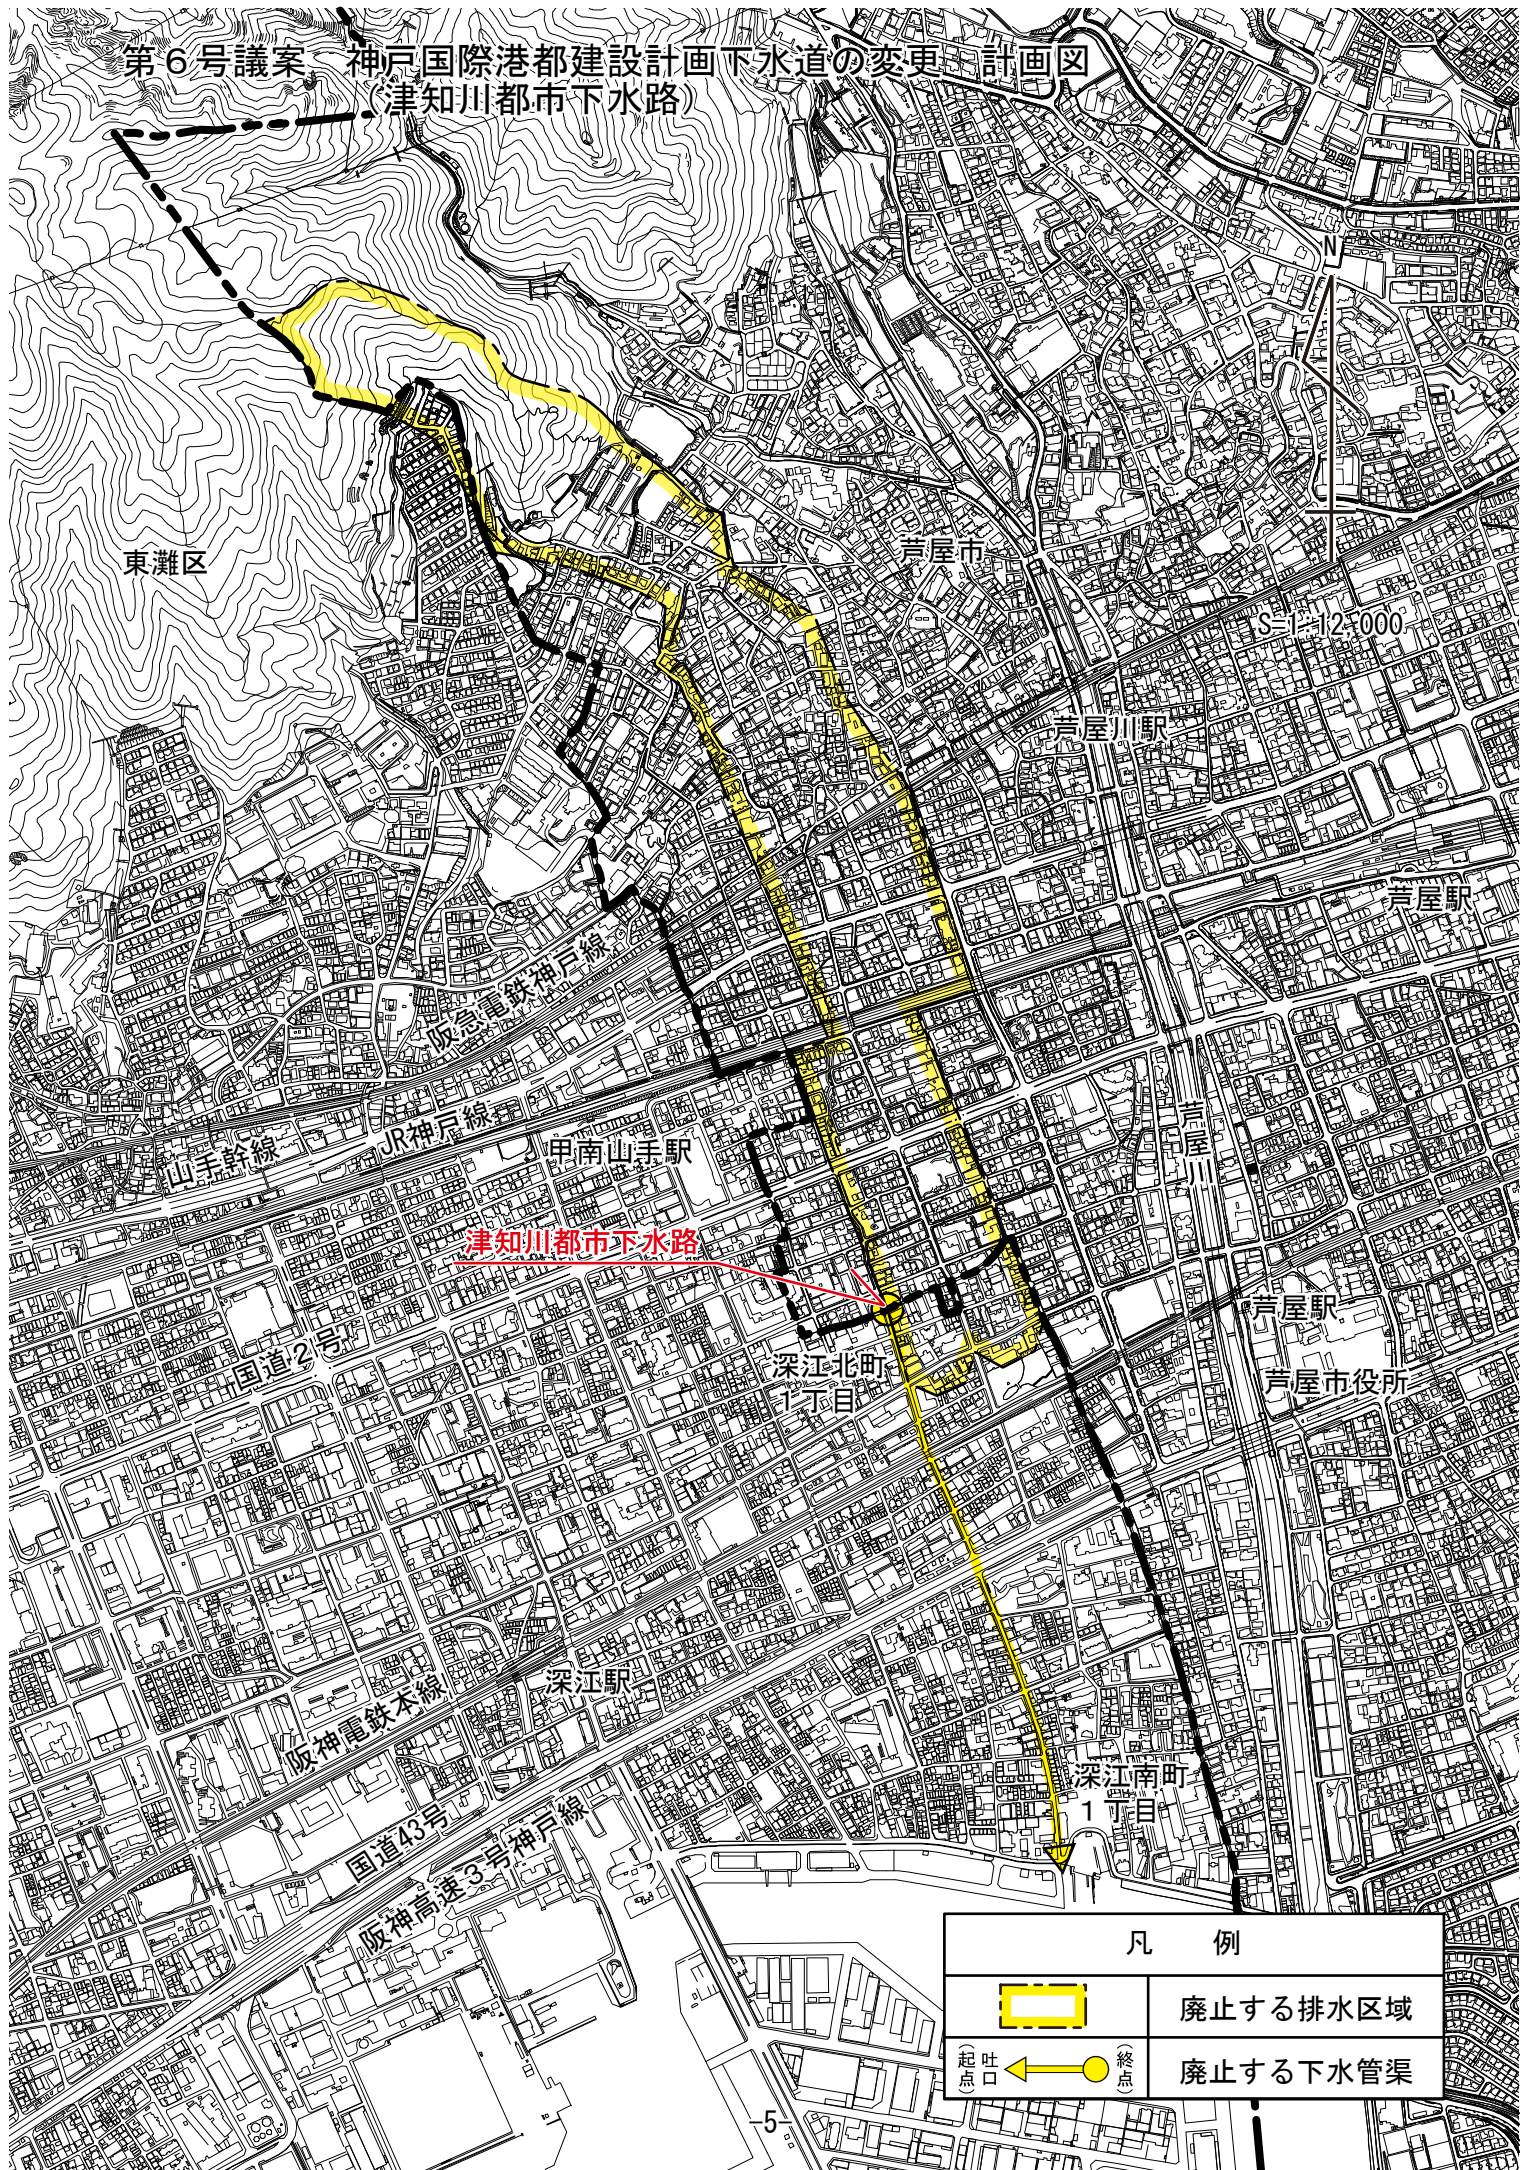 第６号議案　神戸国際港都建設計画下水道の変更　計画図
（津知川都市下水路）
N
東灘区
芦屋市
S=1:12,000
芦屋川駅
芦屋駅
阪急電鉄神戸線
山手幹線
JR神戸線
甲南山手駅
芦屋川
津知川都市下水路
芦屋駅
国道２号
深江北町
１丁目
芦屋市役所
深江駅
阪神電鉄本線
深江南町
１丁目
国道43号
阪神高速３号神戸線
凡　例
廃止する排水区域
（起点）
吐口
（終点）
廃止する下水管渠
-5-